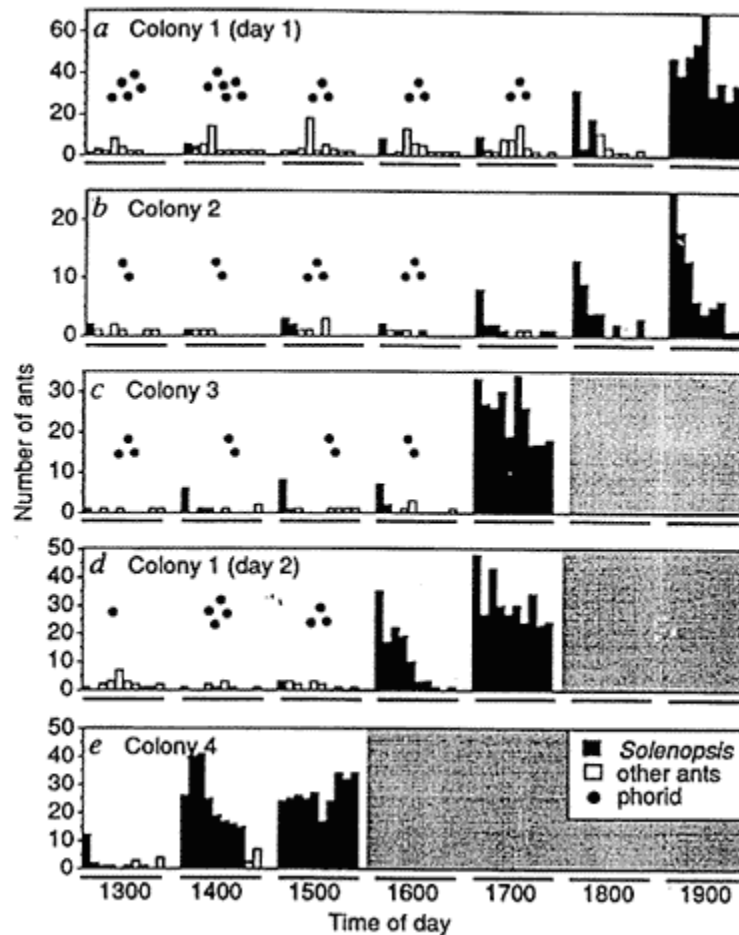 a Colony 1 (day 1)
60
40
20
0
b Colony 2
20
10
0
c Colony 3
30
20
10
0
d Colony 1 (day 2)
50
40
30
20
10
0
e Colony 4
50
40
30
20
10
0
Number of ants
Solenopsis
other ants
phorid
1300 1400 1500 1600 1700 1800 1900
Time of day